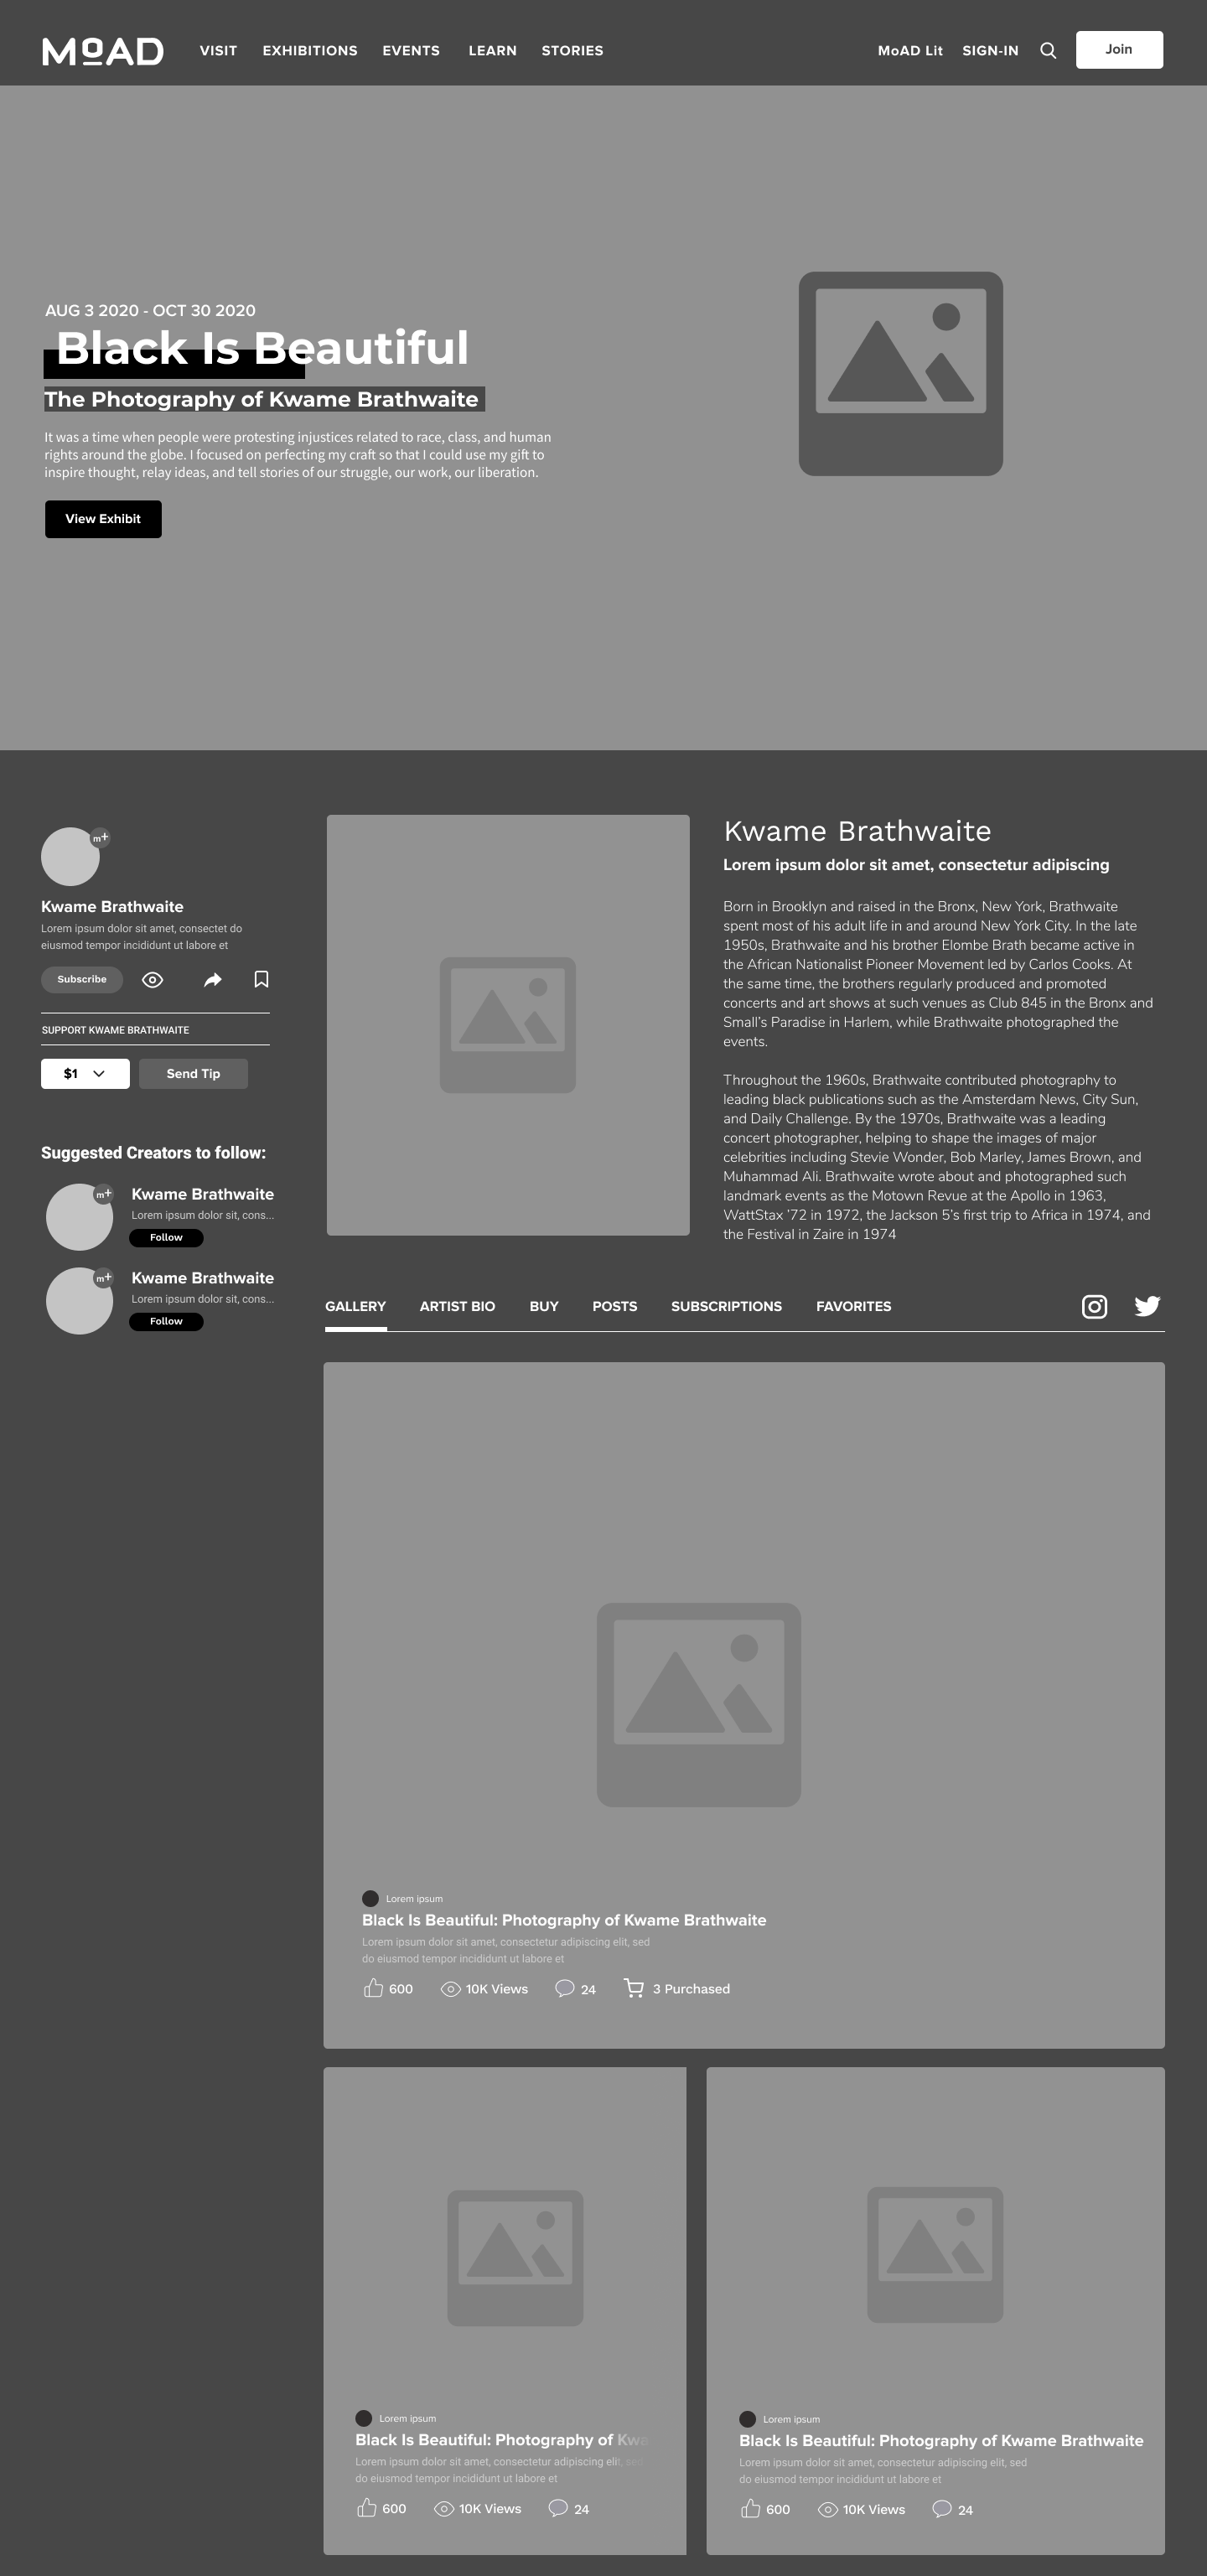 MOAD
VISIT
EXHIBITIONS
EVENTS
LEARN
STORIES
MoAD Lit
SIGN-IN
Join
AUG 3 2020 - OCT 30 2020
Black Is Beautiful
The Photography of Kwame Brathwaite
It was a time when people were protesting injustices related to race, class, and human
rights around the globe. I focused on perfecting my craft so that I could use my gift to
inspire thought, relay ideas, and tell stories of our struggle, our work, our liberation.
View Exhibit
m+
Kwame Brathwaite
Lorem ipsum dolor sit amet, consectet do
eiusmod tempor incididunt ut labore et
Subscribe
SUPPORT KWAME BRATHWAITE
$1
Send Tip
Suggested Creators to follow:
m+
Kwame Brathwaite
Lorem ipsum dolor sit, cons...
Follow
m+
Kwame Brathwaite
Lorem ipsum dolor sit, cons...
Follow
Kwame Brathwaite
Lorem ipsum dolor sit amet, consectetur adipiscing
Born in Brooklyn and raised in the Bronx, New York, Brathwaite
spent most of his adult life in and around New York City. In the late
1950s, Brathwaite and his brother Elombe Brath became active in
the African Nationalist Pioneer Movement led by Carlos Cooks. At
the same time, the brothers regularly produced and promoted
concerts and art shows at such venues as Club 845 in the Bronx and
Small’s Paradise in Harlem, while Brathwaite photographed the
events.
Throughout the 1960s, Brathwaite contributed photography to
leading black publications such as the Amsterdam News, City Sun,
and Daily Challenge. By the 1970s, Brathwaite was a leading
concert photographer, helping to shape the images of major
celebrities including Stevie Wonder, Bob Marley, James Brown, and
Muhammad Ali. Brathwaite wrote about and photographed such
landmark events as the Motown Revue at the Apollo in 1963,
WattStax ’72 in 1972, the Jackson 5’s first trip to Africa in 1974, and
the Festival in Zaire in 1974
GALLERY
ARTIST BIO
BUY
POSTS
SUBSCRIPTIONS
FAVORITES
Lorem ipsum
Black Is Beautiful: Photography of Kwame Brathwaite
Lorem ipsum dolor sit amet, consectetur adipiscing elit, sed
do eiusmod tempor incididunt ut labore et
600
10K Views
24
3 Purchased
Lorem ipsum
Black Is Beautiful: Photography of Kwa
Lorem ipsum dolor sit amet, consectetur adipiscing elit, sed
do eiusmod tempor incididunt ut labore et
600
10K Views
24
Lorem ipsum
Black Is Beautiful: Photography of Kwame Brathwaite
Lorem ipsum dolor sit amet, consectetur adipiscing elit, sed
do eiusmod tempor incididunt ut labore et
600
10K Views
24